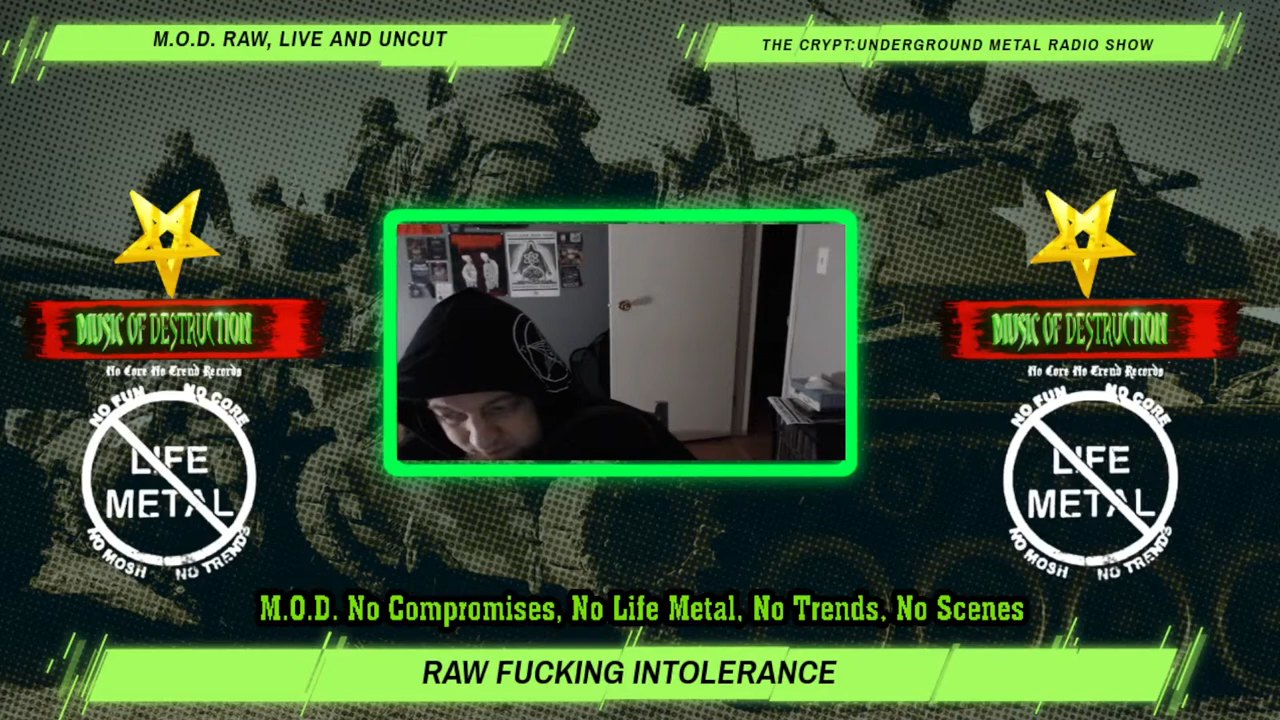 M.O.D. RAW, LIVE AND UNCUT
THE CRYPT:UNDERGROUND METAL RADIO SHOW
MUSIC OF DESTRUCTION
No Core No Trend Records
NO FUN NO CORE
LIFE
METAL
NO MOSH NO TRENDS
MUSIC OF DESTRUCTION
No Core No Trend Records
NO FUN NO CORE
LIFE
METAL
NO MOSH NO TRENDS
M.O.D. No Compromises, No Life Metal, No Trends, No Scenes
RAW FUCKING INTOLERANCE